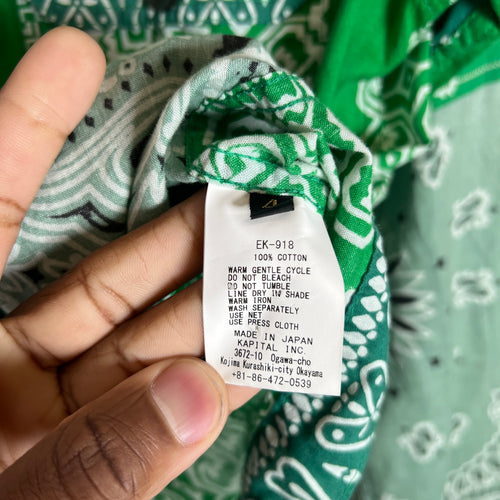 EK-918
100% COTTON
WARM GENTLE CYCLE
DO NOT BLEACH
DO NOT TUMBLE
LINE DRY IN SHADE
WARM IRON
WASH SEPARATELY
USE NET
USE PRESS CLOTH
MADE IN JAPAN
KAPITAL INC.
3672-10 Ogawa-cho
Kojima Kurashiki-city Okayama
+81-86-472-0539